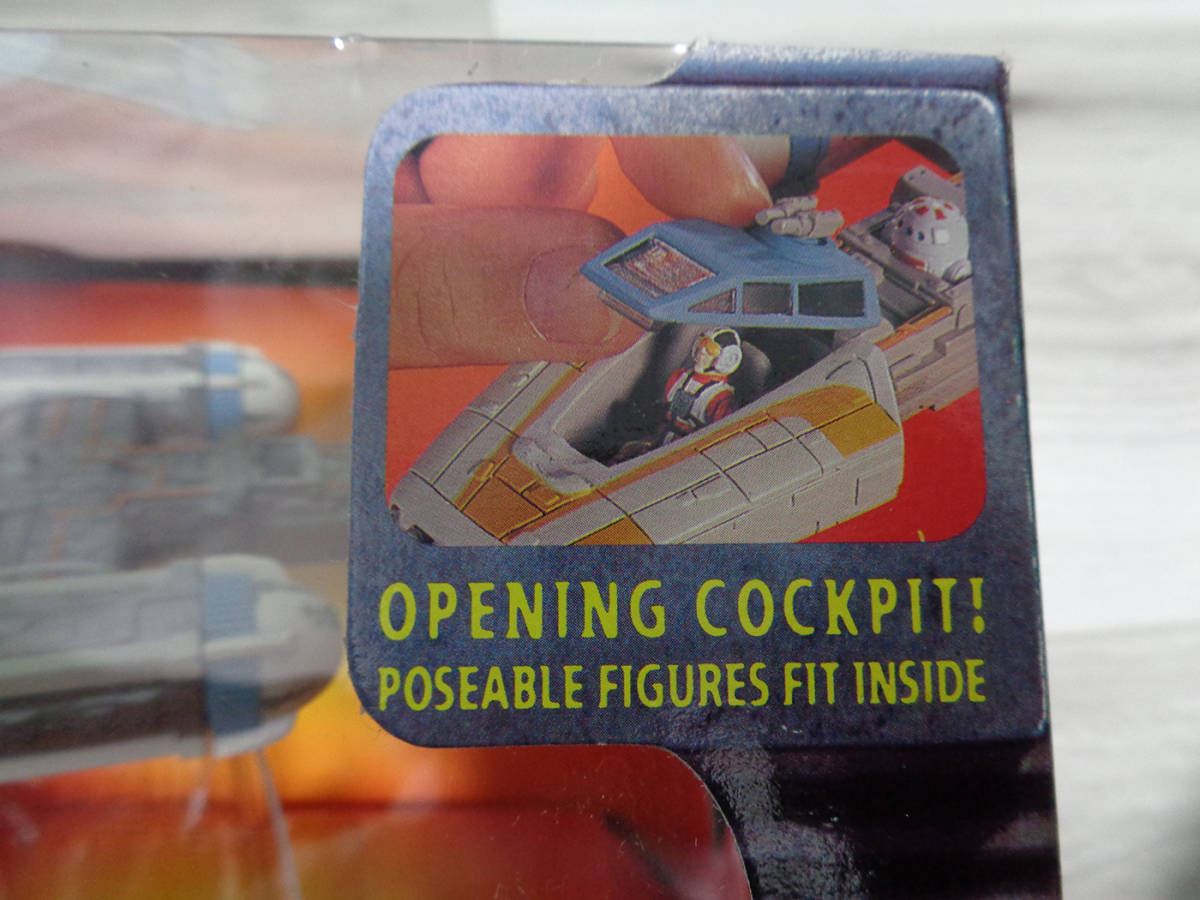 OPENING COCKPIT!
POSEABLE FIGURES FIT INSIDE